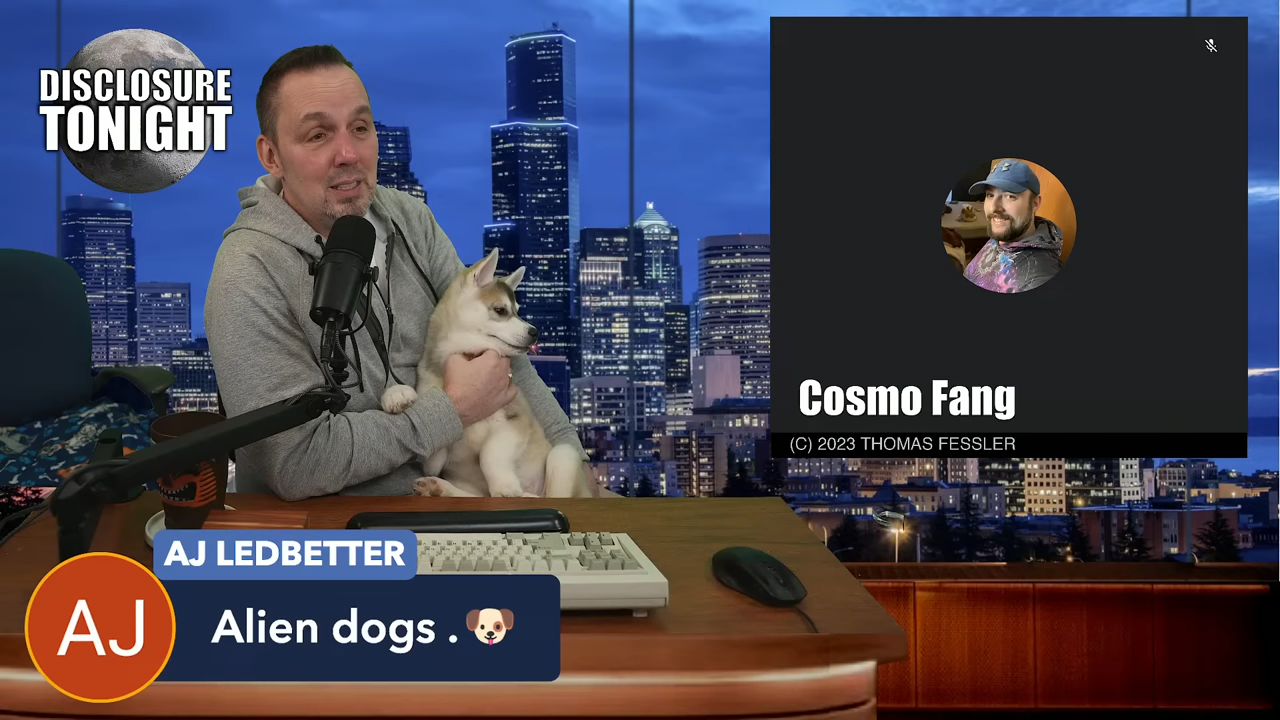 DISCLOSURE
TONIGHT
Cosmo Fang
(C) 2023 THOMAS FESSLER
AJ LEDBETTER
AJ
Alien dogs .